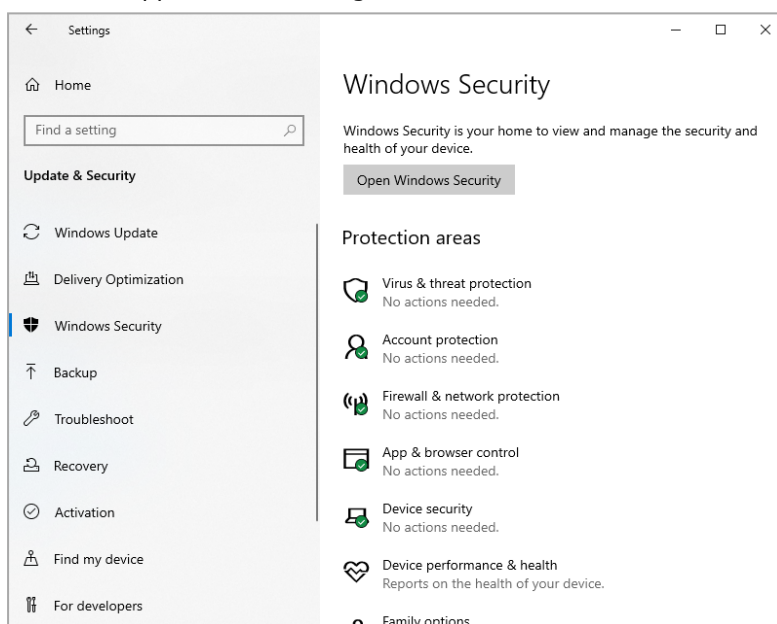 Settings
Home
Find a setting
Update & Security
Windows Update
Delivery Optimization
Windows Security
Backup
Troubleshoot
Recovery
Activation
Find my device
For developers
Windows Security
Windows Security is your home to view and manage the security and
health of your device.
Open Windows Security
Protection areas
Virus & threat protection
No actions needed.
Account protection
No actions needed.
Firewall & network protection
No actions needed.
App & browser control
No actions needed.
Device security
No actions needed.
Device performance & health
Reports on the health of your device.
Family options